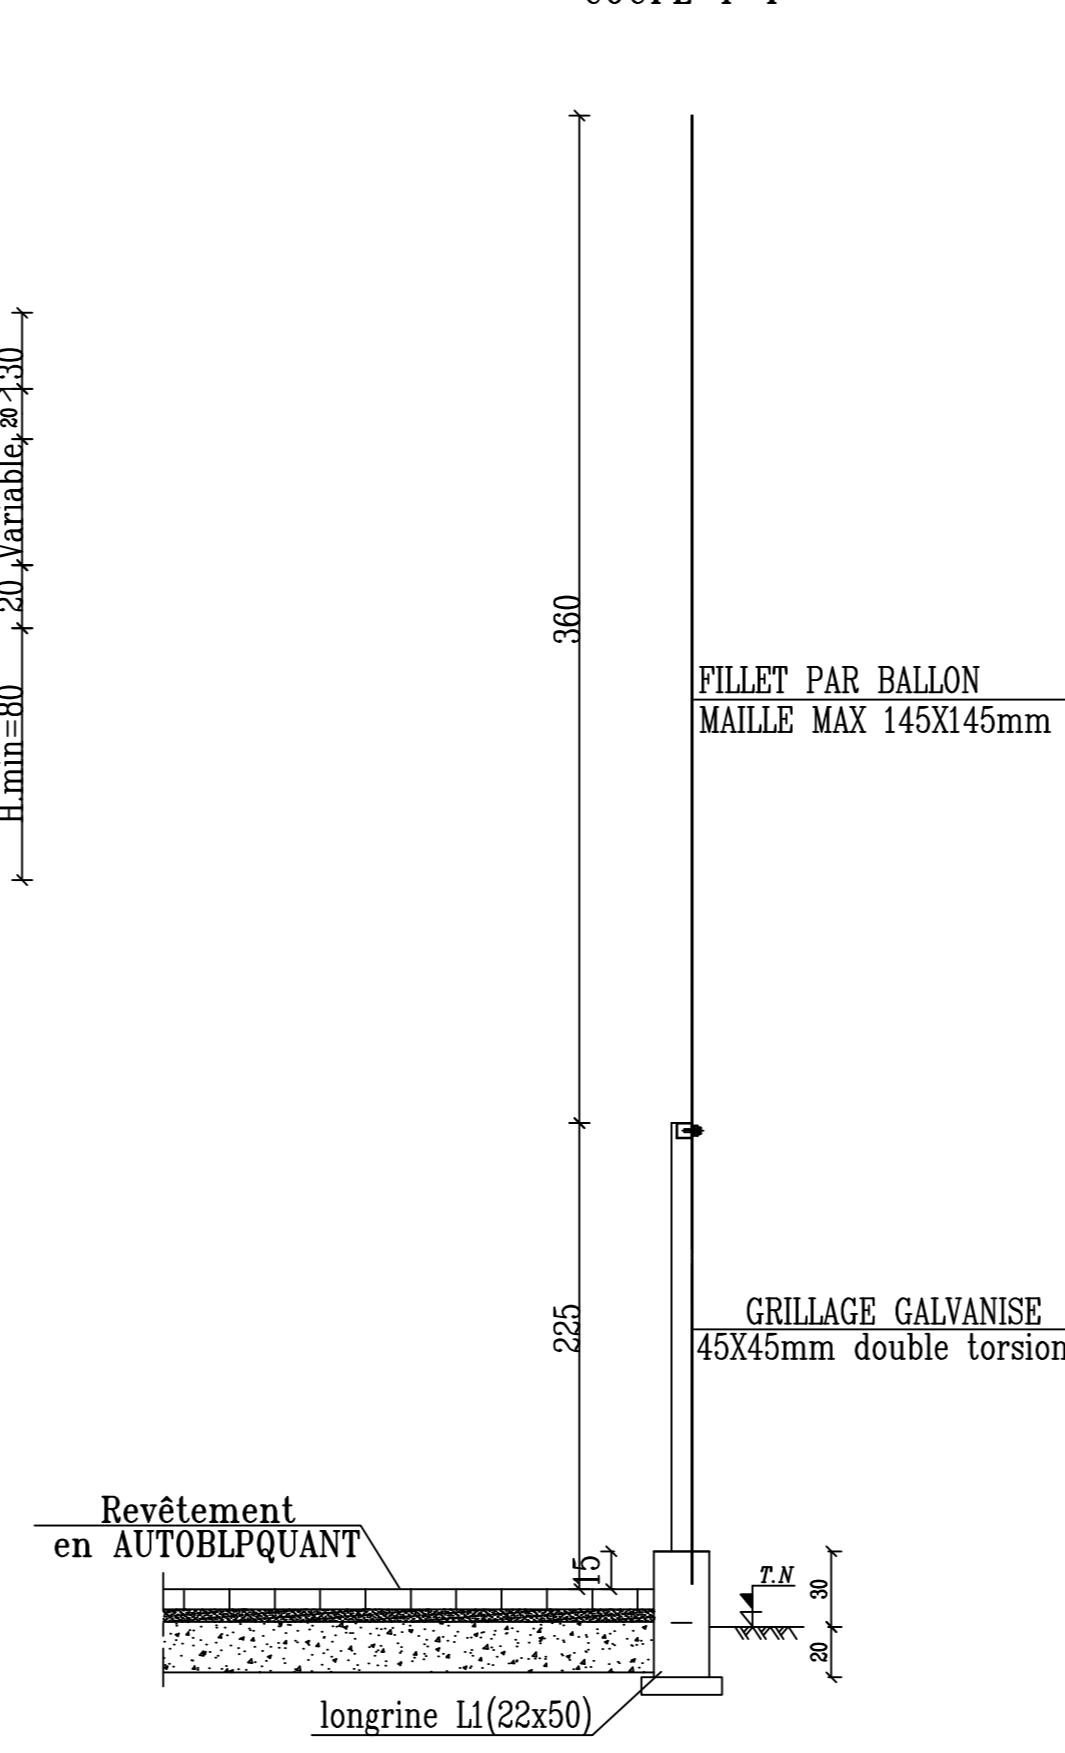 130
20
Variable
20
H.min=80
360
FILLET PAR BALLON
MAILLE MAX 145X145mm
225
GRILLAGE GALVANISE
45X45mm double torsion
Revêtement
en AUTOBLPQUANT
15
T.N
30
20
longrine L1(22x50)